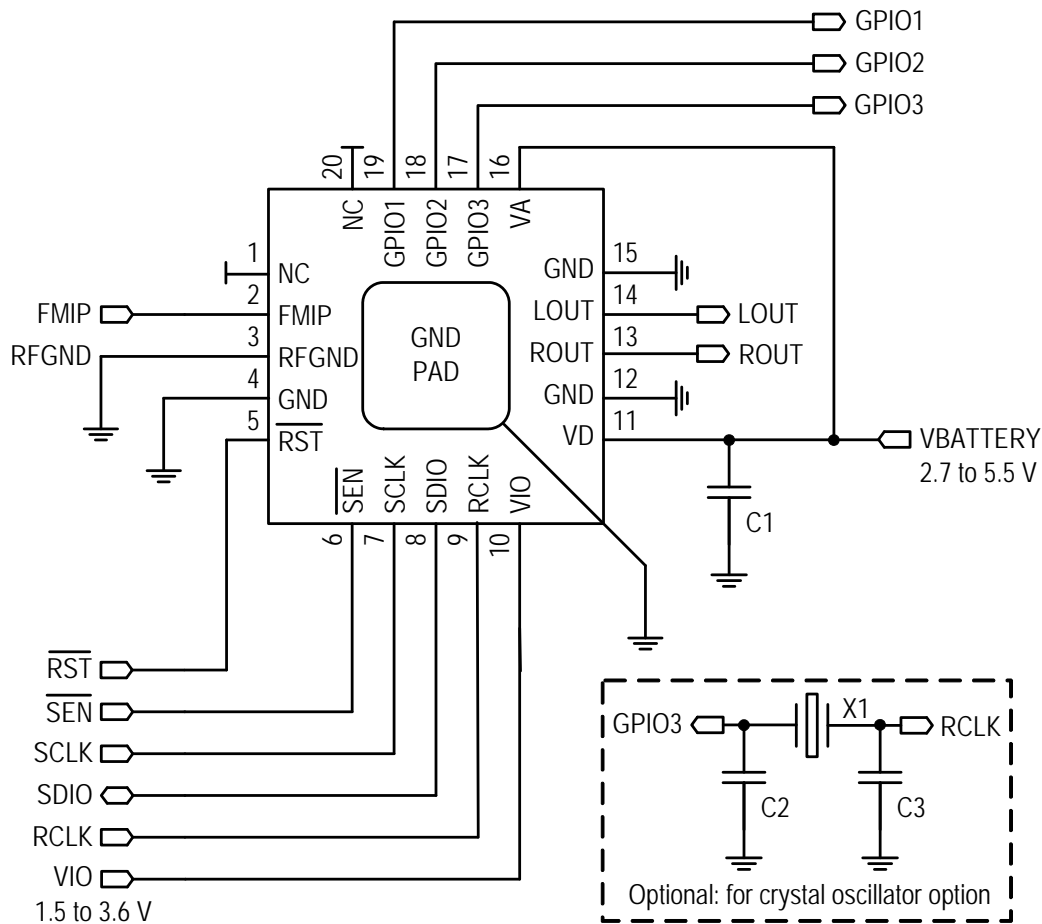 GPIO1
GPIO2
GPIO3
20
19
18
17
16
NC
GPIO1
GPIO2
GPIO3
VA
1
NC
2
FMIP
FMIP
3
RFGND
RFGND
4
GND
5
RST
GND
PAD
15
GND
14
LOUT
LOUT
13
ROUT
ROUT
12
GND
11
VD
VBATTERY
2.7 to 5.5 V
C1
SEN
SCLK
SDIO
RCLK
VIO
6
7
8
9
10
RST
SEN
SCLK
SDIO
RCLK
VIO
1.5 to 3.6 V
GPIO3
X1
RCLK
C2
C3
Optional: for crystal oscillator option